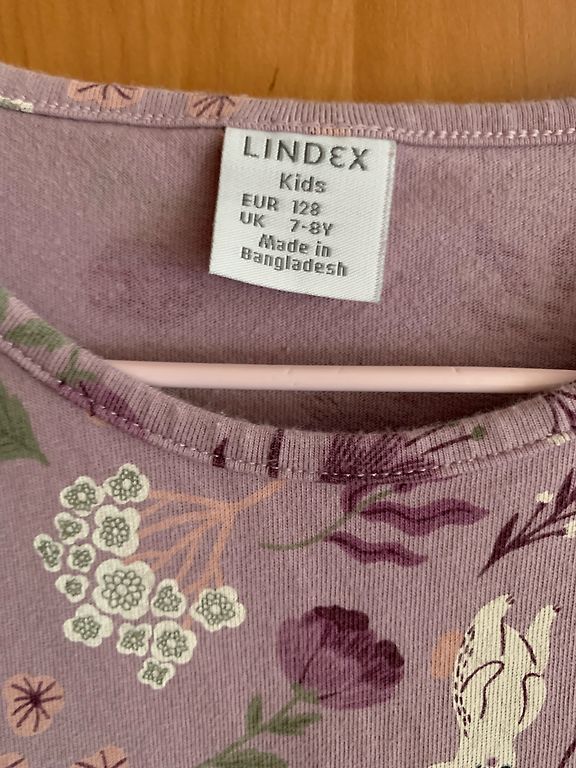 LINDEX
Kids
EUR 128
UK 7-8Y
Made in
Bangladesh